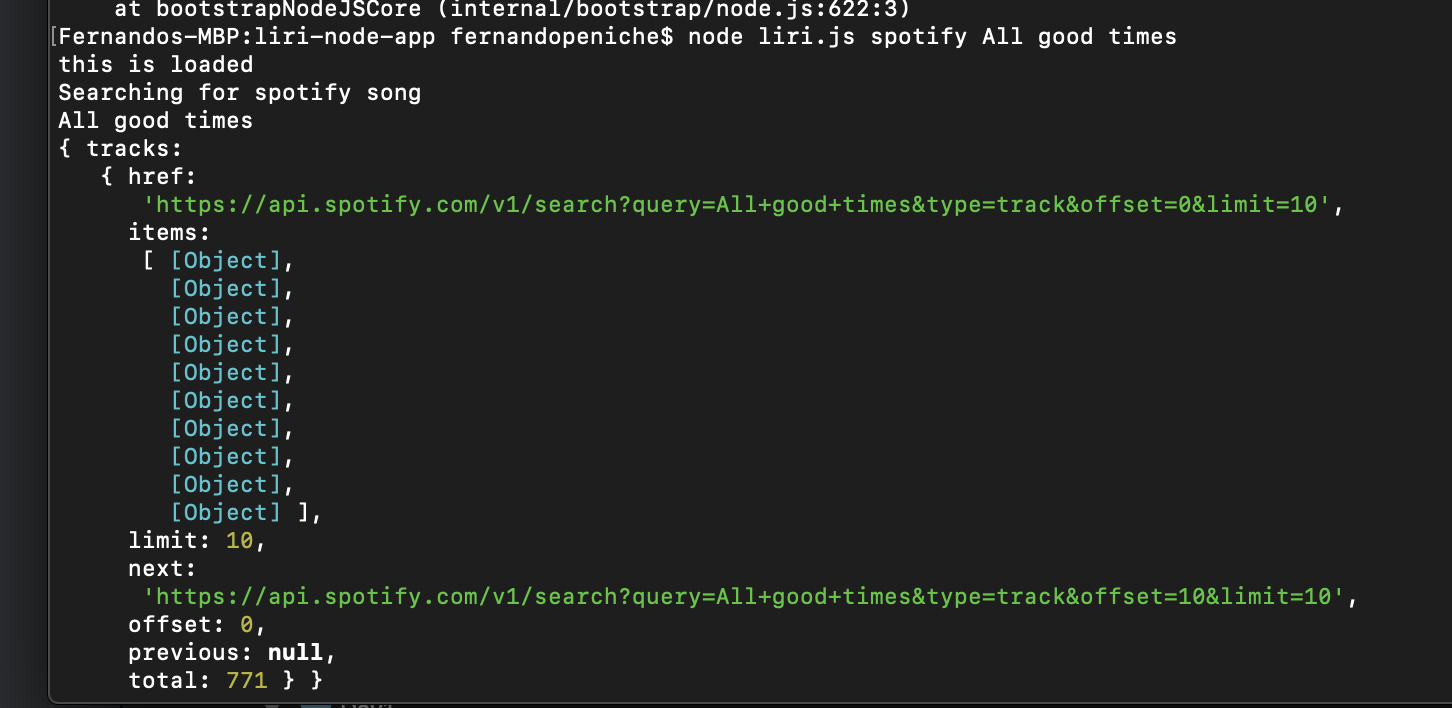 at bootstrapNodeJSCore (internal/bootstrap/node.js:622:3)
[Fernandos-MBP:liri-node-app fernandopeniche$ node liri.js spotify All good times
this is loaded
Searching for spotify song
All good times
{ tracks:
{ href:
'https://api.spotify.com/v1/search?query=All+good+times&type=track&offset=0&limit=10',
items:
[ [Object],
[Object],
[Object],
[Object],
[Object],
[Object],
[Object],
[Object],
[Object],
[Object] ],
limit: 10,
next:
'https://api.spotify.com/v1/search?query=All+good+times&type=track&offset=10&limit=10',
offset: 0,
previous: null,
total: 771 } }